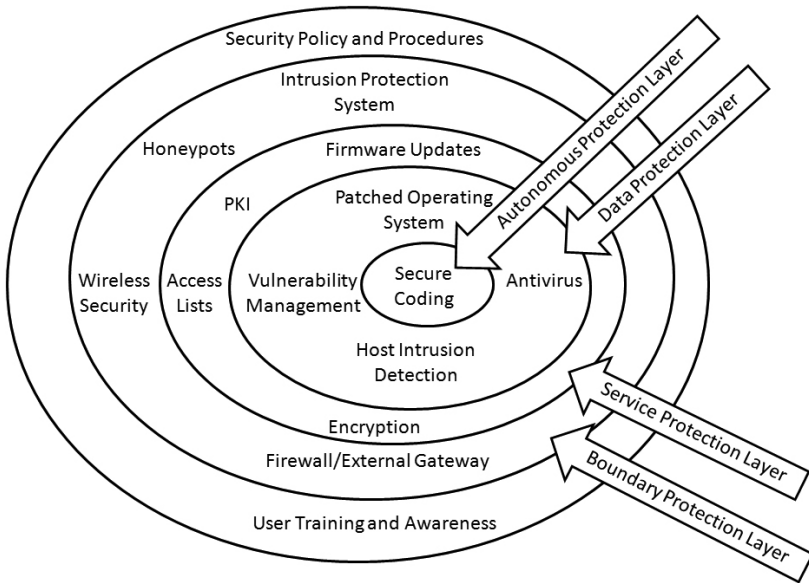 Security Policy and Procedures
Intrusion Protection
System
Honeypots
Firmware Updates
PKI
Patched Operating
System
Wireless
Security
Access
Lists
Vulnerability
Management
Secure
Coding
Antivirus
Host Intrusion
Detection
Encryption
Firewall/External Gateway
User Training and Awareness
Autonomous Protection Layer
Data Protection Layer
Service Protection Layer
Boundary Protection Layer